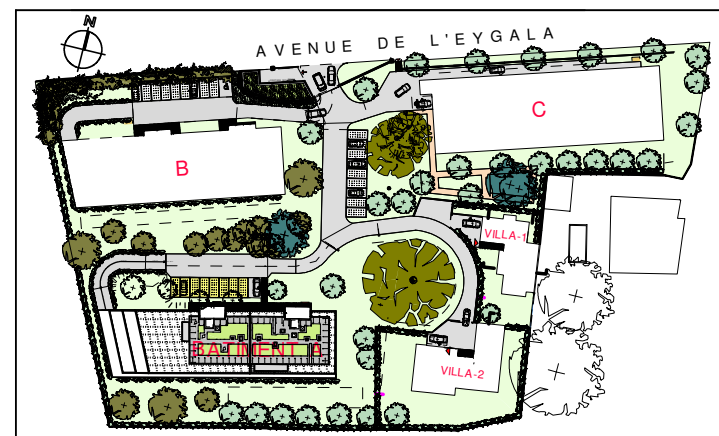 N
AVENUE DE L'EYGALA
C
B
VILLA-1
BATIMENT A
VILLA-2